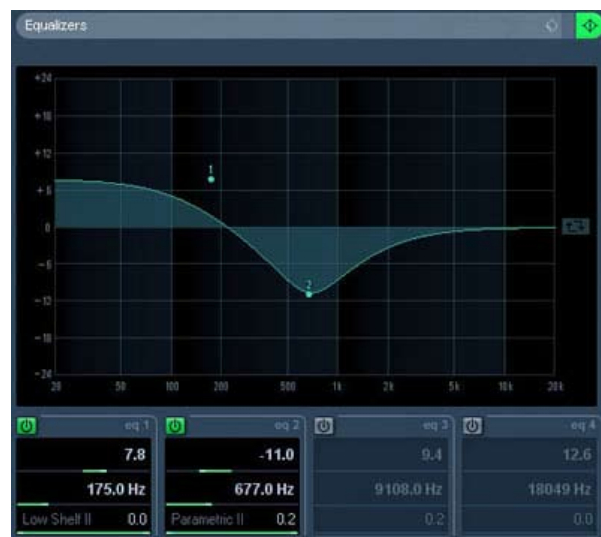 Equalizers
+24
+18
+12
+6
0
-6
-12
-18
-24
1
2
20 50 100 200 500 1k 2k 5k 10k 20k
eq 1 eq 2 eq 3 eq 4
7.8 -11.0 9.4 12.6
175.0 Hz 677.0 Hz 9108.0 Hz 18049 Hz
Low Shelf II 0.0 Parametric II 0.2 0.2 0.0